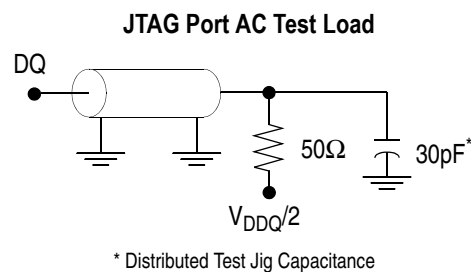 JTAG Port AC Test Load
DQ
50Ω
30pF*
VDDQ/2
* Distributed Test Jig Capacitance